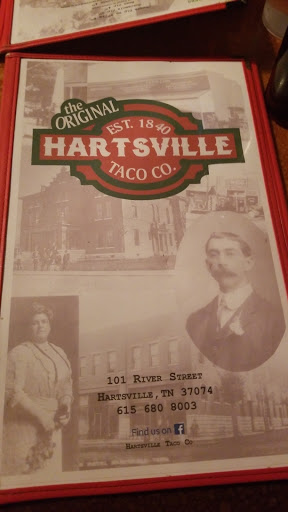 the
ORIGINAL
EST. 1840
HARTSVILLE
TACO CO.
101 RIVER STREET
HARTSVILLE, TN 37074
615 680 8003
Find us on f
HARTSVILLE TACO CO